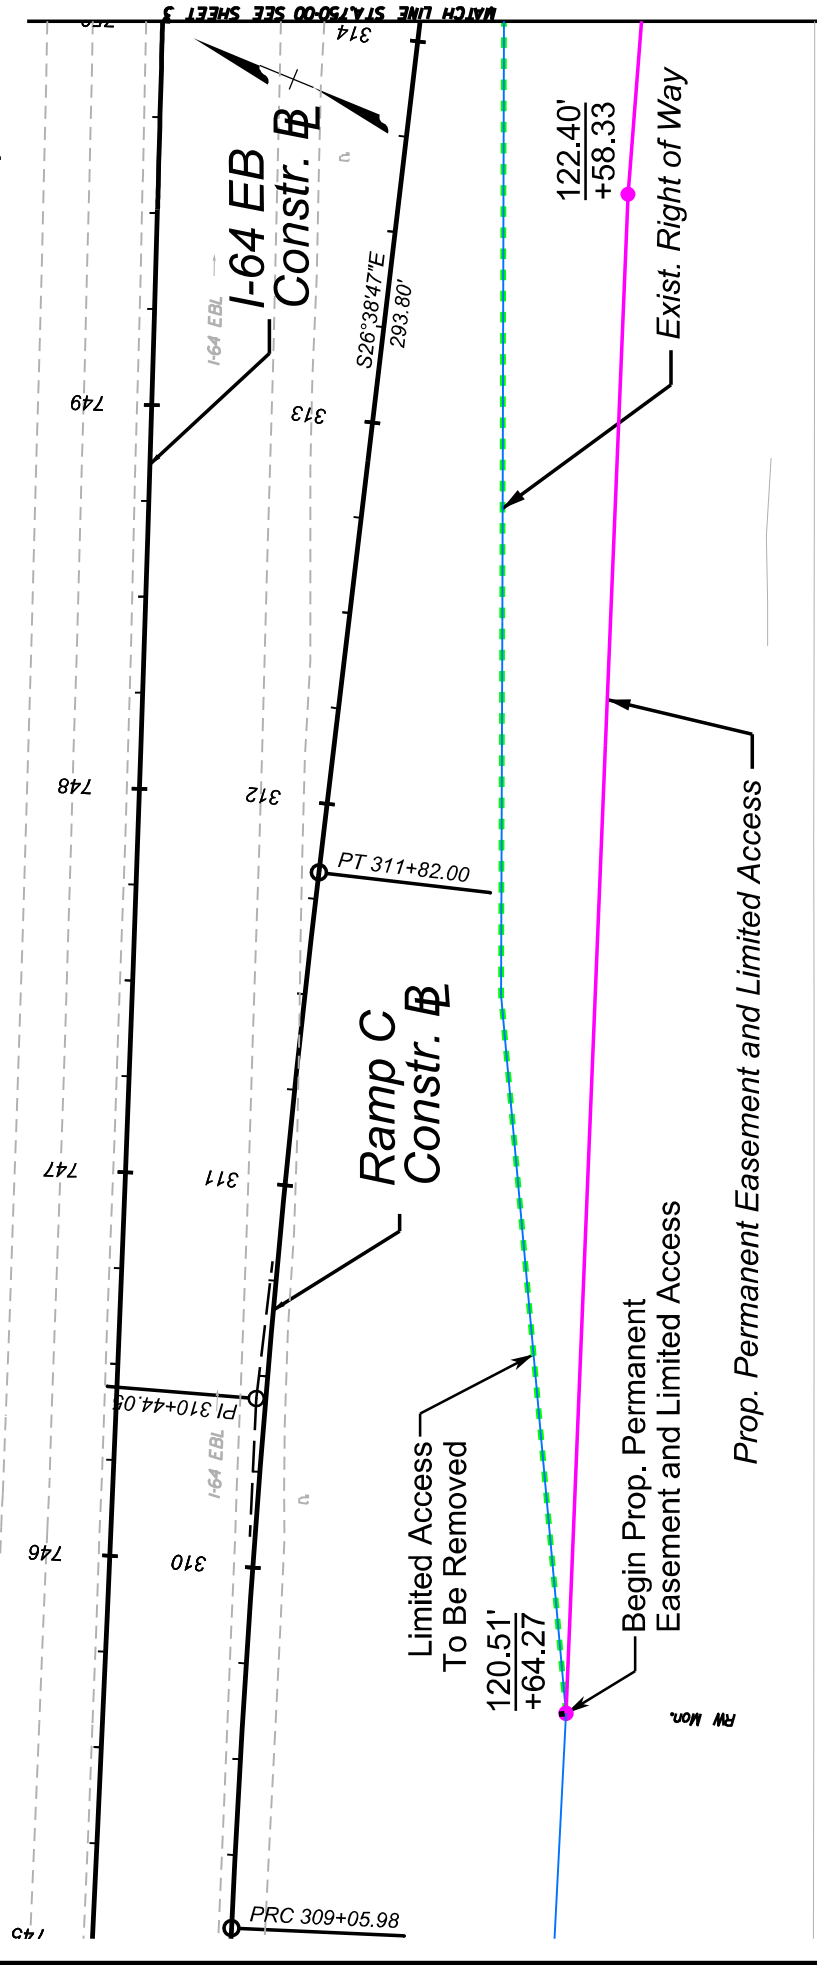 MATCH LINE STA.750+00 SEE SHEET 3
314
I-64 EB
Constr. BL
I-64 EBL
122.40'
+58.33
Exist. Right of Way
S26°38'47"E
293.80'
749
313
748
312
PT 311+82.00
Ramp C
Constr. BL
Prop. Permanent Easement and Limited Access
747
311
PI 310+44.05
I-64 EBL
Limited Access
To Be Removed
Begin Prop. Permanent
Easement and Limited Access
746
310
120.51'
+64.27
RW Mon.
PRC 309+05.98